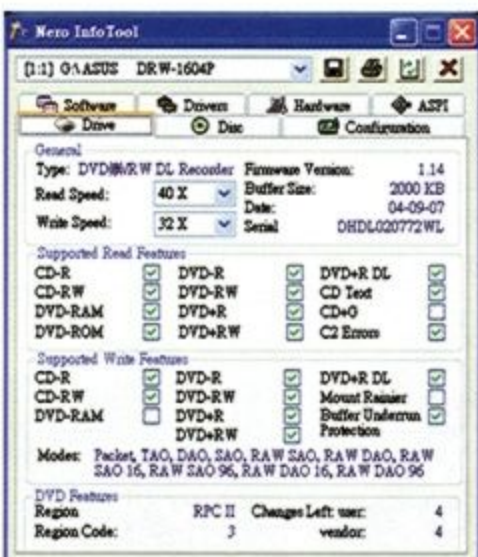 Nero InfoTool
[1:1] G:\ASUS DRW-1604P
Software Drivers Hardware ASPI
Drive Disc Configuration
General
Type: DVD RW DL Recorder Firmware Version: 1.14
Read Speed: 40 X Buffer Size: 2000 KB
Date: 04-09-07
Write Speed: 32 X Serial DHDL020772WL
Supported Read Features
CD-R DVD-R DVD+R DL
CD-RW DVD-RW CD Text
DVD-RAM DVD+R CD+G
DVD-ROM DVD+RW C2 Errors
Supported Write Features
CD-R DVD-R DVD+R DL
CD-RW DVD-RW Mount Rainier
DVD-RAM DVD+R Buffer Underrun
DVD+RW Protection
Modes: Packet, TAO, DAO, SAO, RAW SAO, RAW DAO, RAW
SAO 16, RAW SAO 96, RAW DAO 16, RAW DAO 96
DVD Features
Region RPC II Changes Left: user: 4
Region Code: 3 vendor: 4